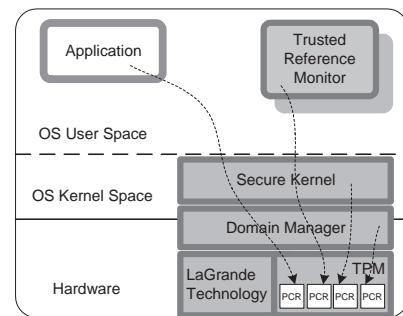 Application
Trusted
Reference
Monitor
OS User Space
OS Kernel Space
Secure Kernel
Domain Manager
Hardware
LaGrande
Technology
TPM
PCR PCR PCR PCR